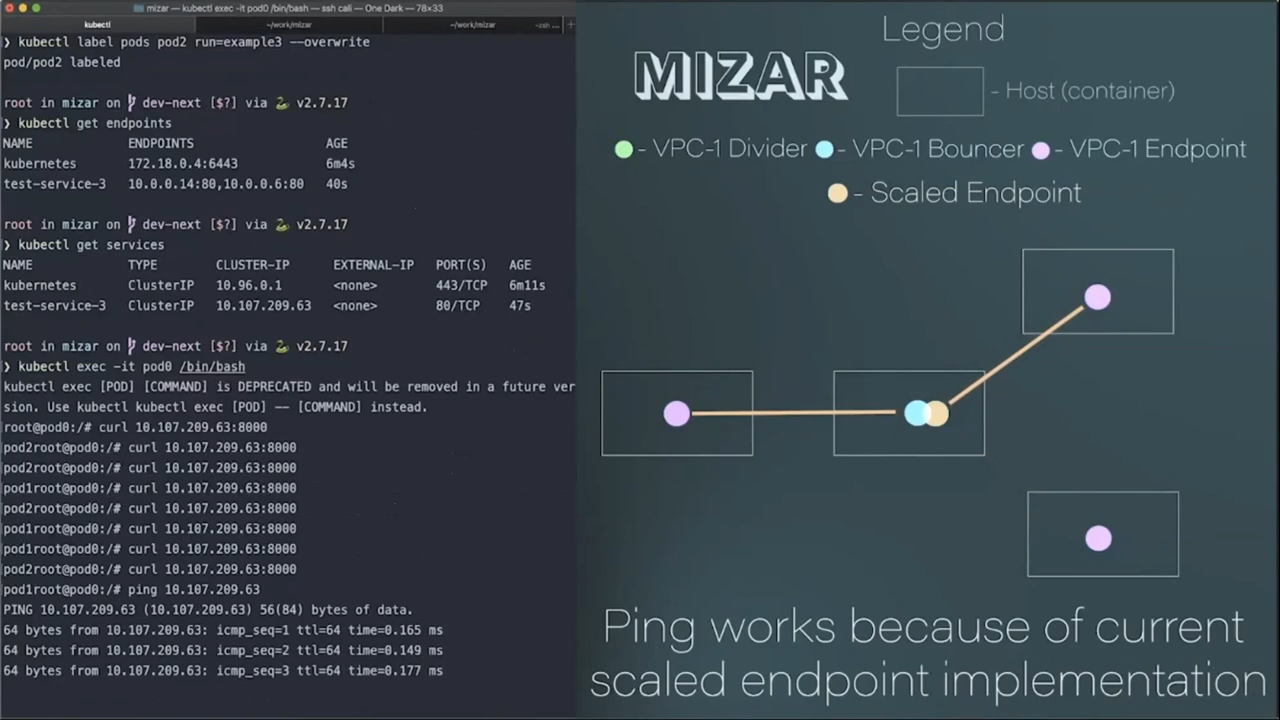 mizar — kubectl exec -it pod0 /bin/bash — ssh call — One Dark — 78×33
kubectl
~/work/mizar
~/work/mizar
-zsh ...
+
❯ kubectl label pods pod2 run=example3 --overwrite
pod/pod2 labeled
root in mizar on dev-next [$?] via 🐍 v2.7.17
❯ kubectl get endpoints
NAME ENDPOINTS AGE
kubernetes 172.18.0.4:6443 6m4s
test-service-3 10.0.0.14:80,10.0.0.6:80 40s
root in mizar on dev-next [$?] via 🐍 v2.7.17
❯ kubectl get services
NAME TYPE CLUSTER-IP EXTERNAL-IP PORT(S) AGE
kubernetes ClusterIP 10.96.0.1 <none> 443/TCP 6m11s
test-service-3 ClusterIP 10.107.209.63 <none> 80/TCP 47s
root in mizar on dev-next [$?] via 🐍 v2.7.17
❯ kubectl exec -it pod0 /bin/bash
kubectl exec [POD] [COMMAND] is DEPRECATED and will be removed in a future ver
sion. Use kubectl kubectl exec [POD] -- [COMMAND] instead.
root@pod0:/# curl 10.107.209.63:8000
pod2root@pod0:/# curl 10.107.209.63:8000
pod2root@pod0:/# curl 10.107.209.63:8000
pod1root@pod0:/# curl 10.107.209.63:8000
pod2root@pod0:/# curl 10.107.209.63:8000
pod1root@pod0:/# curl 10.107.209.63:8000
pod1root@pod0:/# curl 10.107.209.63:8000
pod2root@pod0:/# curl 10.107.209.63:8000
pod1root@pod0:/# ping 10.107.209.63
PING 10.107.209.63 (10.107.209.63) 56(84) bytes of data.
64 bytes from 10.107.209.63: icmp_seq=1 ttl=64 time=0.165 ms
64 bytes from 10.107.209.63: icmp_seq=2 ttl=64 time=0.149 ms
64 bytes from 10.107.209.63: icmp_seq=3 ttl=64 time=0.177 ms
Legend
MIZAR
- Host (container)
- VPC-1 Divider
- VPC-1 Bouncer
- VPC-1 Endpoint
- Scaled Endpoint
Ping works because of current
scaled endpoint implementation